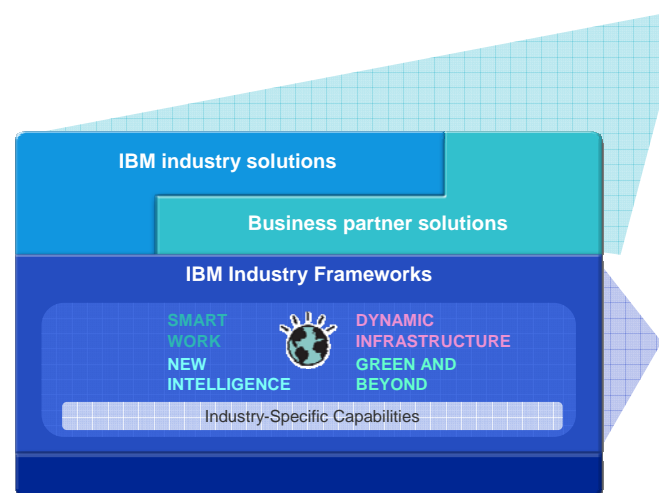 IBM industry solutions
Business partner solutions
IBM Industry Frameworks
SMART
WORK
NEW
INTELLIGENCE
DYNAMIC
INFRASTRUCTURE
GREEN AND
BEYOND
Industry-Specific Capabilities